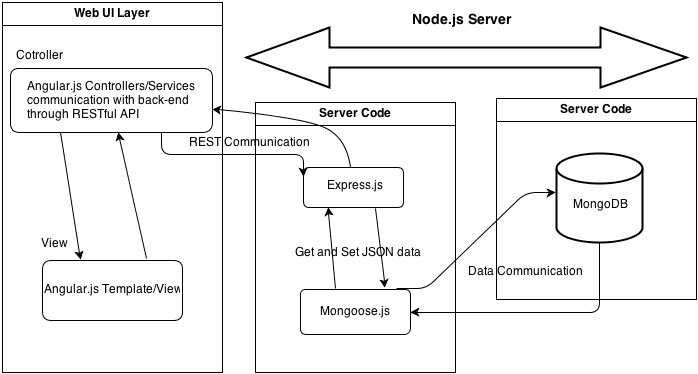 Web UI Layer
Node.js Server
Cotroller
Angular.js Controllers/Services
communication with back-end
through RESTful API
Server Code
Server Code
REST Communication
Express.js
MongoDB
View
Get and Set JSON data
Data Communication
Angular.js Template/View
Mongoose.js